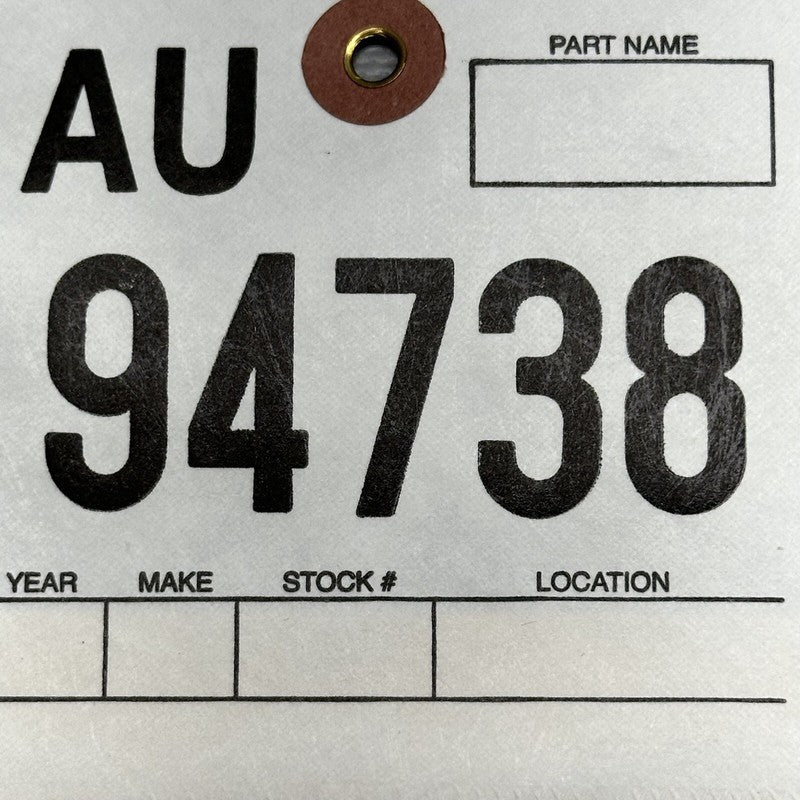 AU
PART NAME
94738
YEAR MAKE STOCK # LOCATION